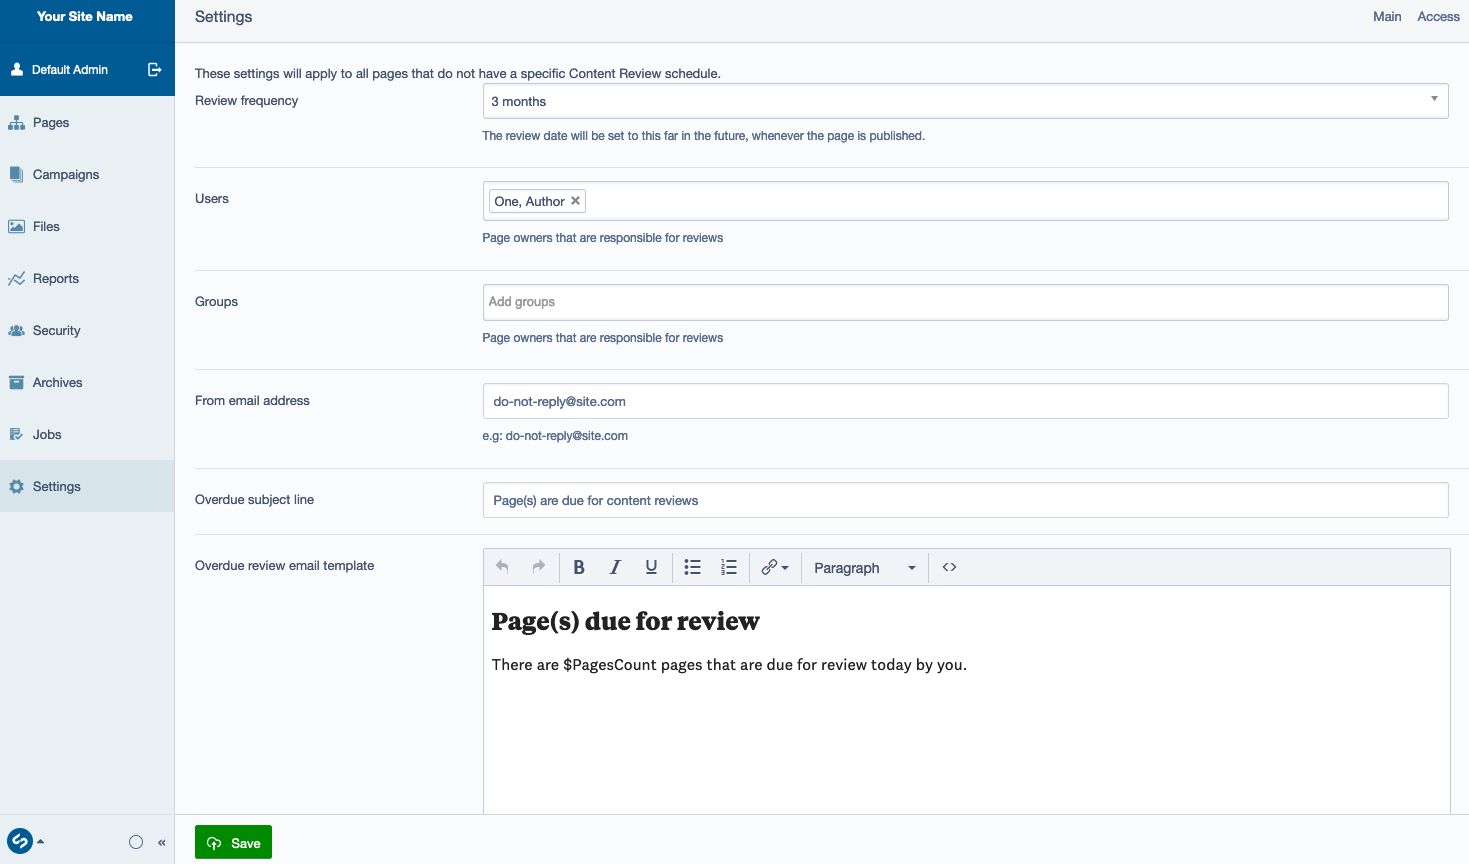 Your Site Name
Settings
Main
Access
Default Admin
Pages
Campaigns
Files
Reports
Security
Archives
Jobs
Settings
These settings will apply to all pages that do not have a specific Content Review schedule.
Review frequency
3 months
The review date will be set to this far in the future, whenever the page is published.
Users
One, Author
Page owners that are responsible for reviews
Groups
Add groups
Page owners that are responsible for reviews
From email address
do-not-reply@site.com
e.g: do-not-reply@site.com
Overdue subject line
Page(s) are due for content reviews
Overdue review email template
B I U
Paragraph
Page(s) due for review
There are $PagesCount pages that are due for review today by you.
Save